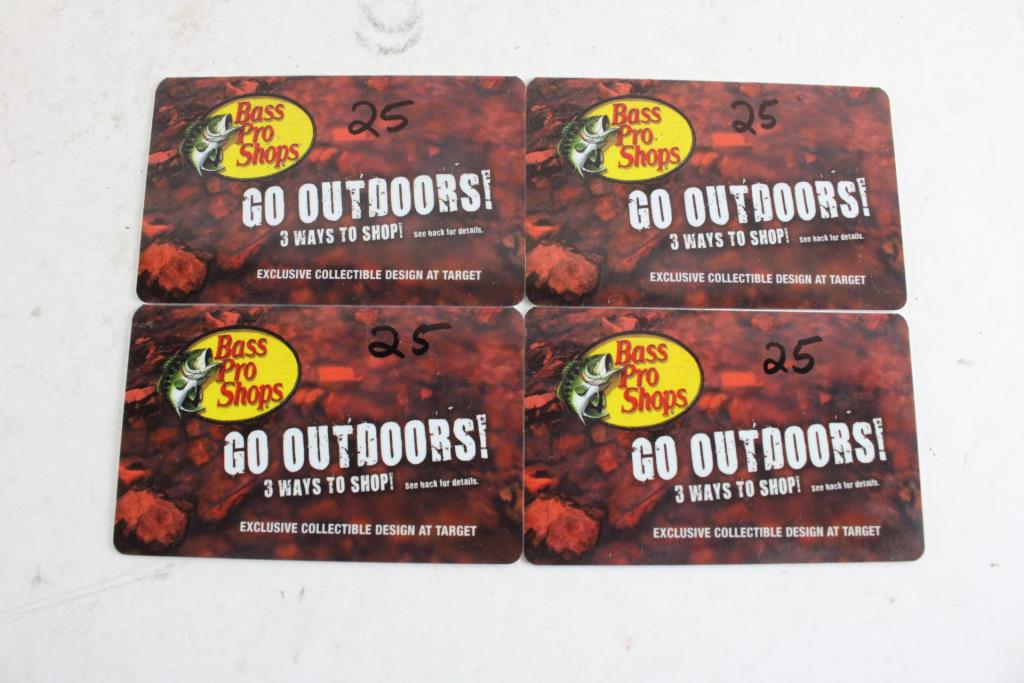 Bass
Pro
Shops
25
GO OUTDOORS!
3 WAYS TO SHOP! See back for details.
EXCLUSIVE COLLECTIBLE DESIGN AT TARGET
Bass
Pro
Shops
25
GO OUTDOORS!
3 WAYS TO SHOP! See back for details.
EXCLUSIVE COLLECTIBLE DESIGN AT TARGET
Bass
Pro
Shops
25
GO OUTDOORS!
3 WAYS TO SHOP! See back for details.
EXCLUSIVE COLLECTIBLE DESIGN AT TARGET
Bass
Pro
Shops
25
GO OUTDOORS!
3 WAYS TO SHOP! See back for details.
EXCLUSIVE COLLECTIBLE DESIGN AT TARGET